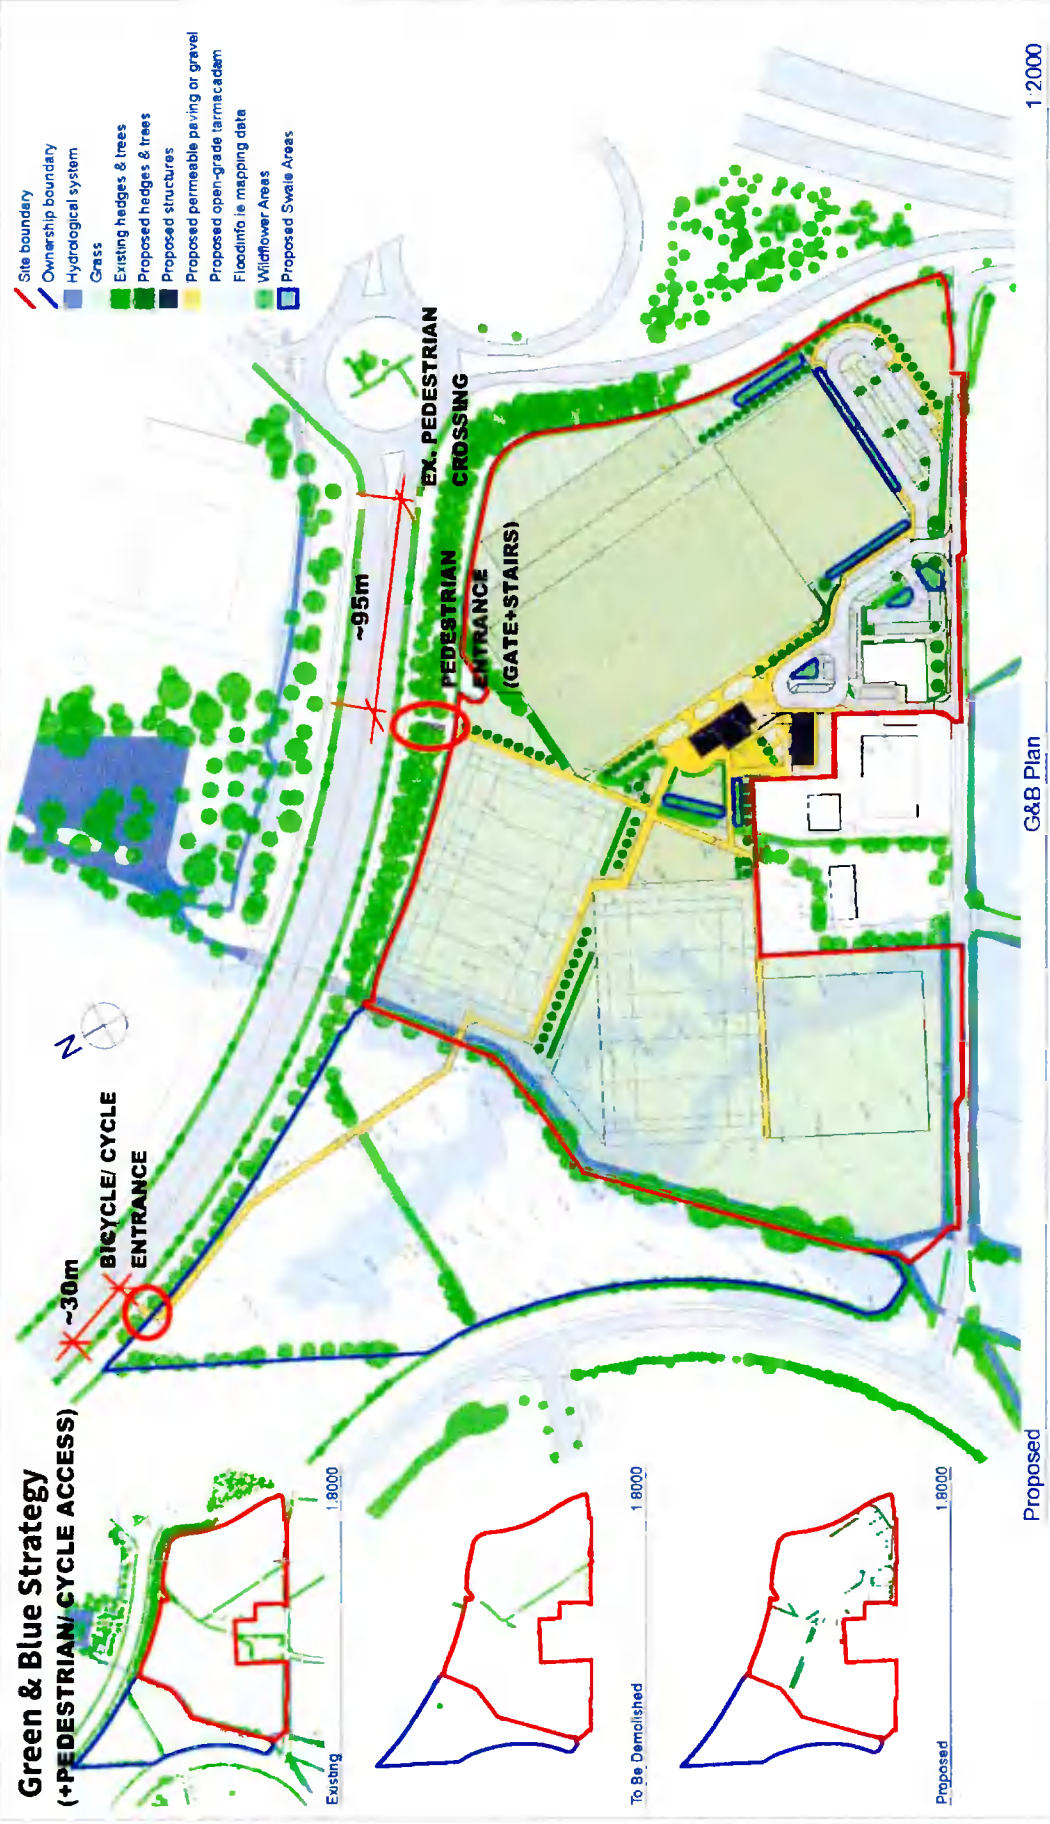 Green & Blue Strategy
(+PEDESTRIAN/ CYCLE ACCESS)
Existing
1:8000
To Be Demolished
1:8000
Proposed
1:8000
~30m
BICYCLE/ CYCLE
ENTRANCE
N
~95m
EX. PEDESTRIAN
CROSSING
PEDESTRIAN
ENTRANCE
(GATE+STAIRS)
Site boundary
Ownership boundary
Hydrological system
Grass
Existing hedges & trees
Proposed hedges & trees
Proposed structures
Proposed permeable paving or gravel
Proposed open-grade tarmacadam
Floodinfo ie mapping data
Wildflower Areas
Proposed Swale Areas
Proposed
G&B Plan
1:2000